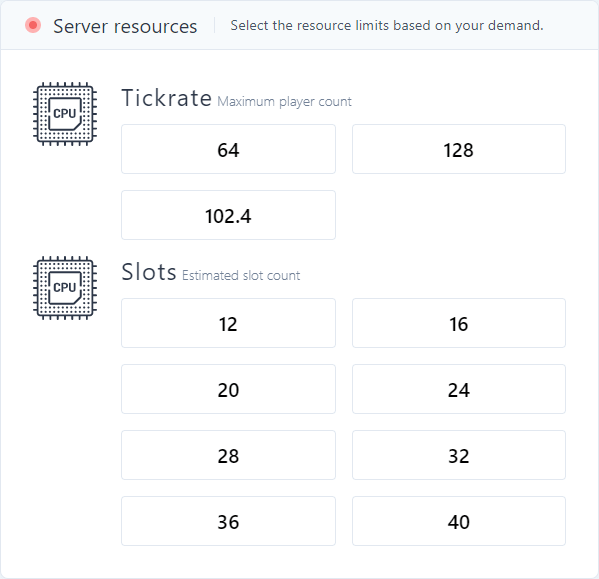 Server resources Select the resource limits based on your demand.
CPU
Tickrate Maximum player count
64 128
102.4
CPU
Slots Estimated slot count
12 16
20 24
28 32
36 40